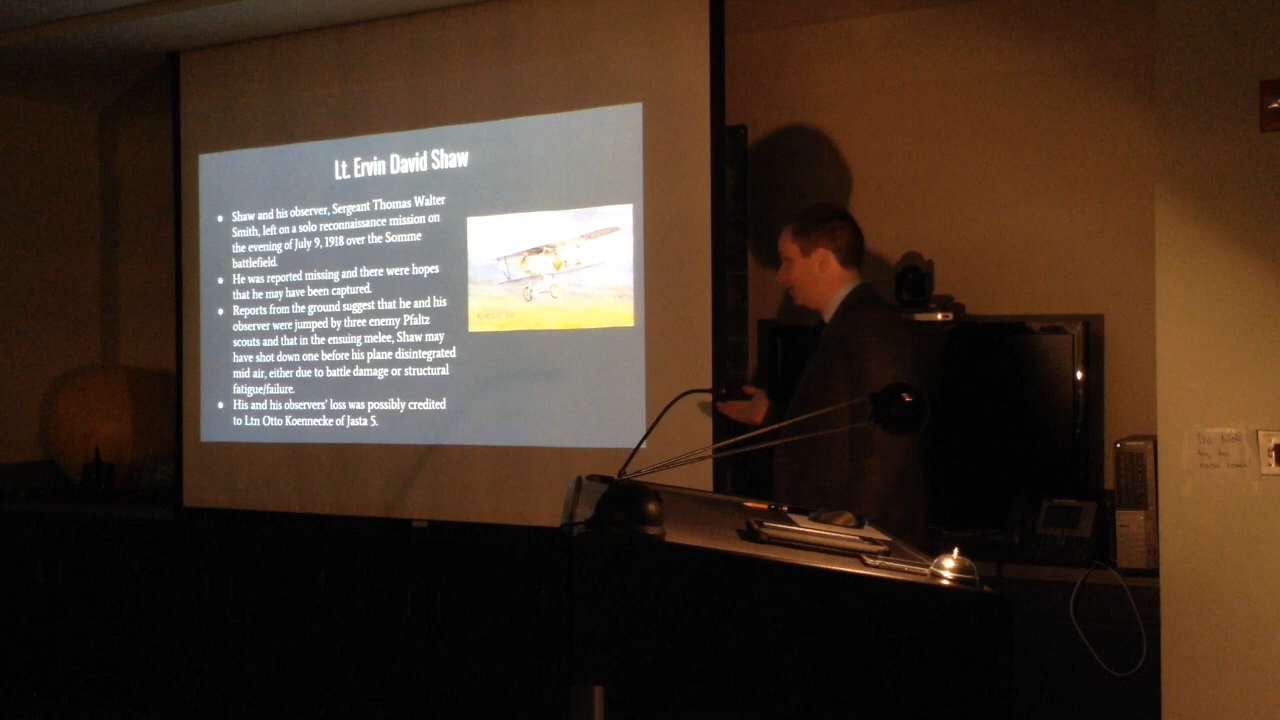 Lt. Ervin David Shaw
Shaw and his observer, Sergeant Thomas Walter
Smith, left on a solo reconnaissance mission on
the evening of July 9, 1918 over the Somme
battlefield.
He was reported missing and there were hopes
that he may have been captured.
Reports from the ground suggest that he and his
observer were jumped by three enemy Pfaltz
scouts and that in the ensuing melee, Shaw may
have shot down one before his plane disintegrated
mid air, either due to battle damage or structural
fatigue/failure.
His and his observers' loss was possibly credited
to Ltn Otto Koennecke of Jasta 5.
Do Not